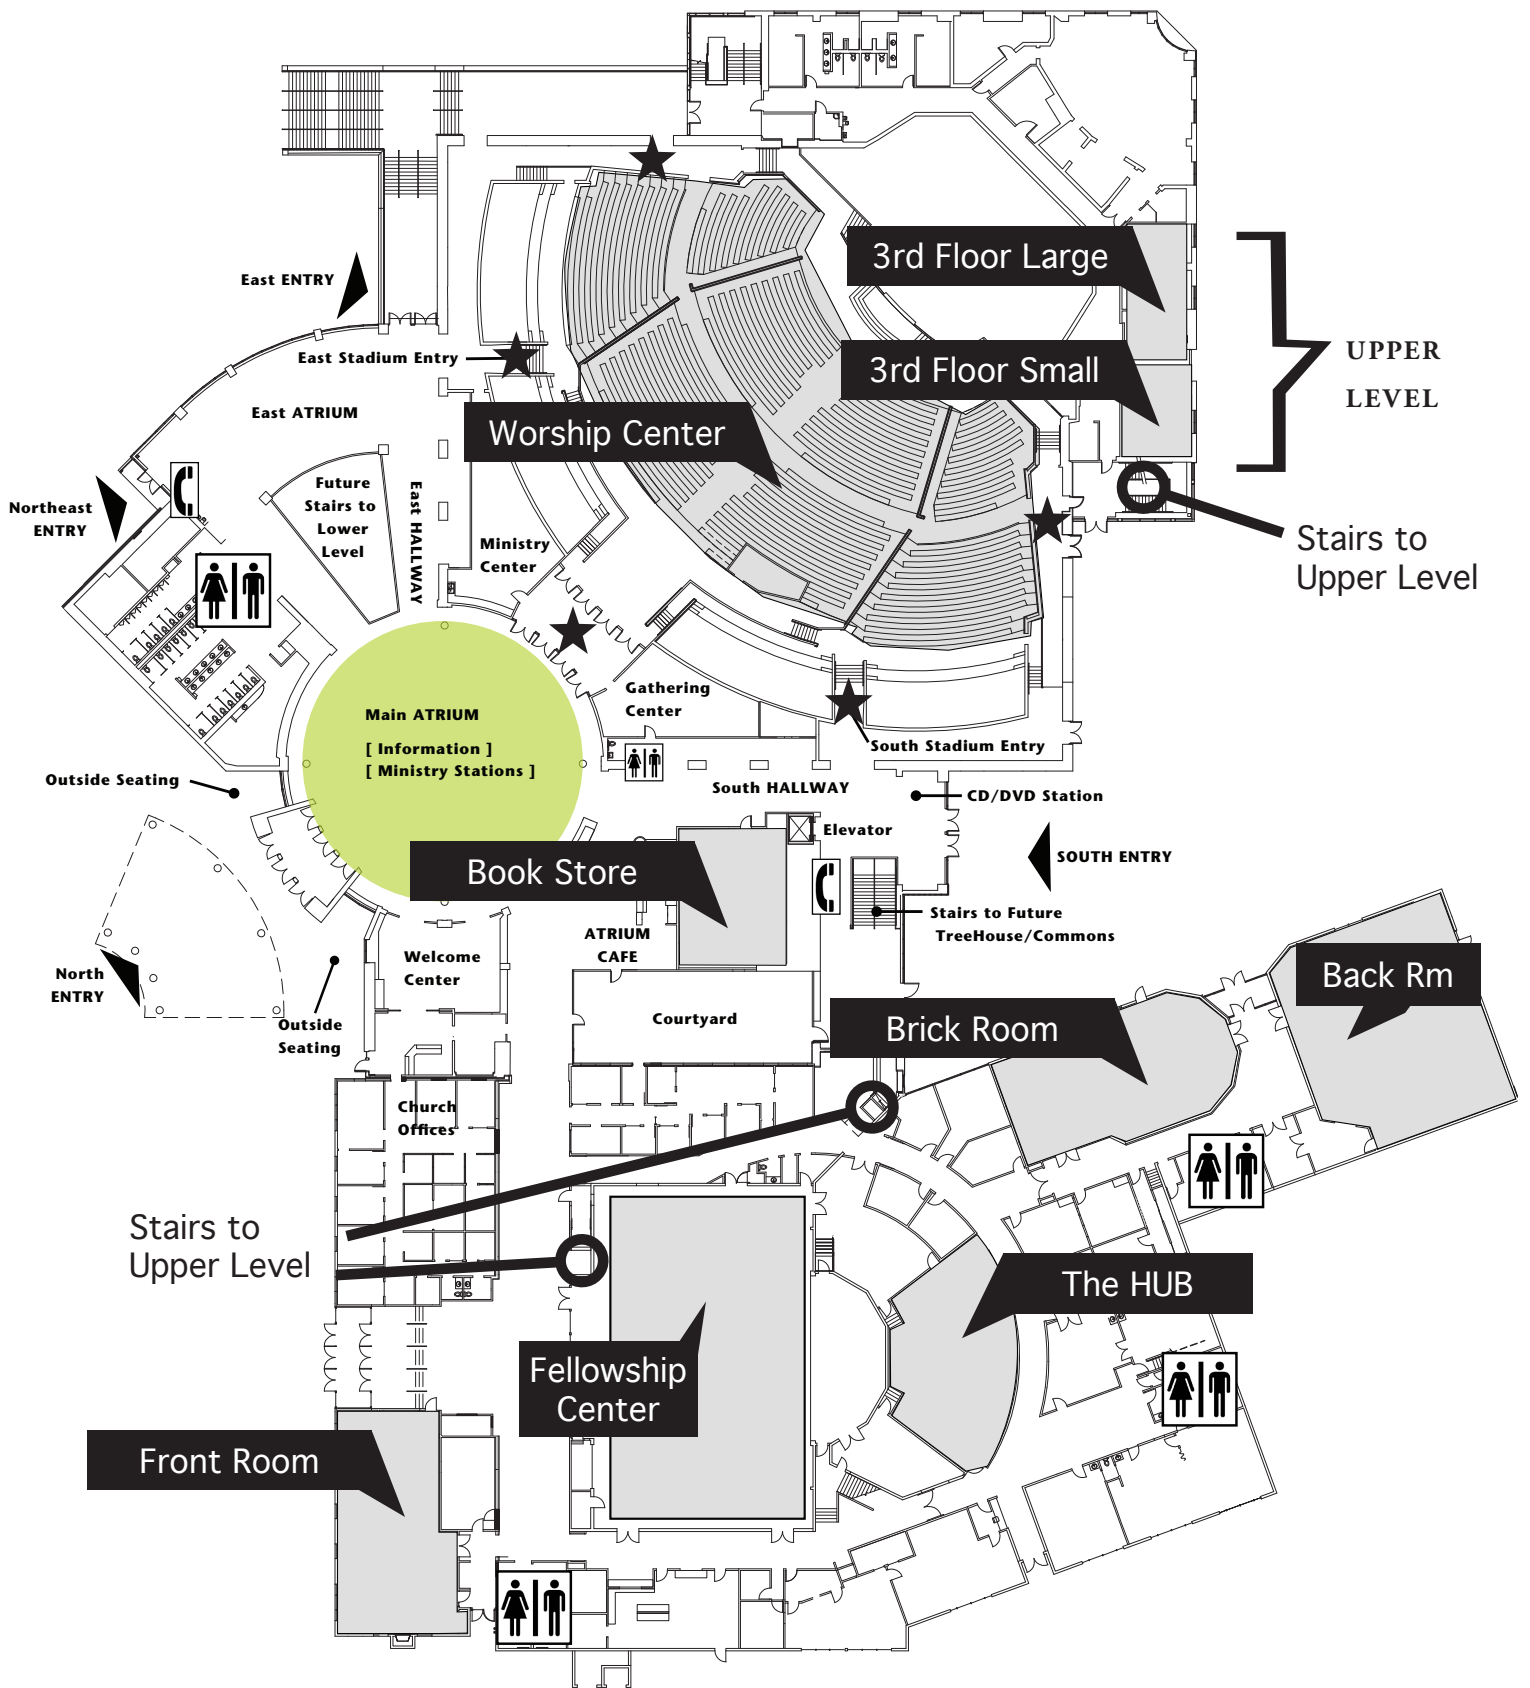 3rd Floor Large
East ENTRY
UPPER
LEVEL
East Stadium Entry
3rd Floor Small
East ATRIUM
Worship Center
Future
Stairs to
Lower
Level
East HALLWAY
Northeast
ENTRY
Ministry
Center
Stairs to
Upper Level
Gathering
Center
Main ATRIUM
[ Information ]
[ Ministry Stations ]
South Stadium Entry
Outside Seating
South HALLWAY
CD/DVD Station
Elevator
SOUTH ENTRY
Book Store
Stairs to Future
TreeHouse/Commons
ATRIUM
CAFE
Welcome
Center
North
ENTRY
Back Rm
Courtyard
Brick Room
Outside
Seating
Church
Offices
Stairs to
Upper Level
The HUB
Fellowship
Center
Front Room